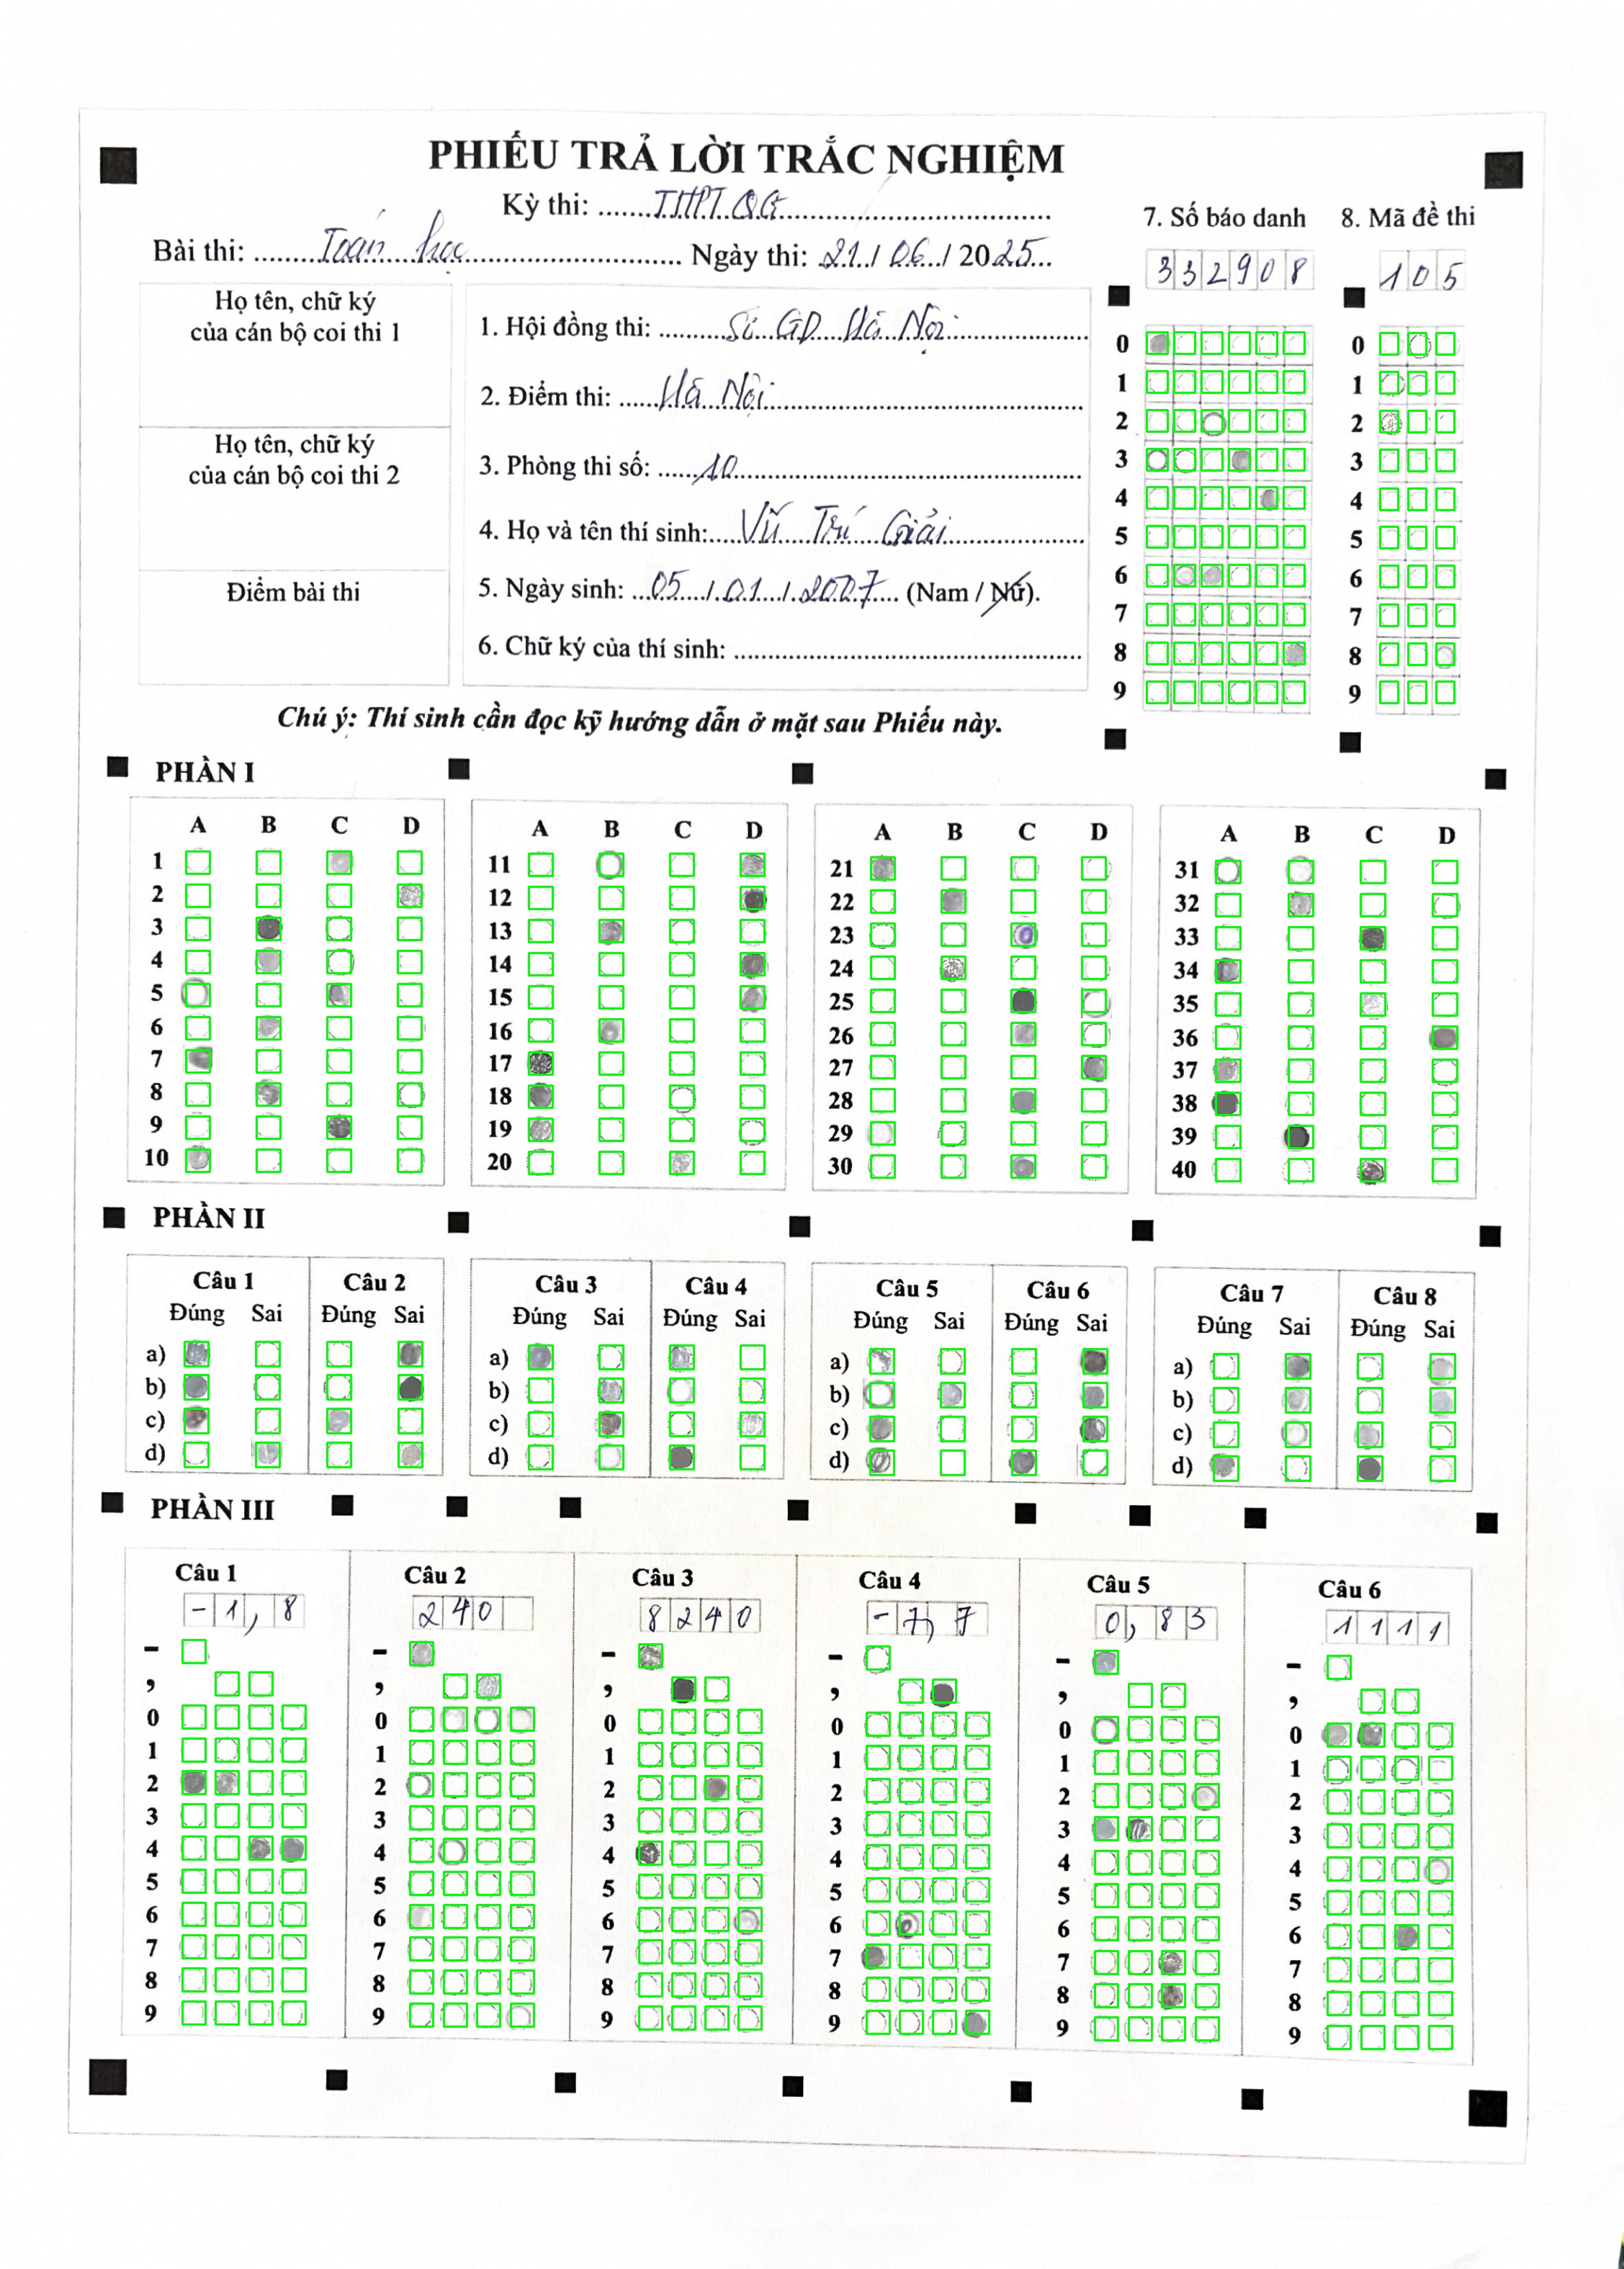 PHIẾU TRẢ LỜI TRẮC NGHIỆM
Kỳ thi: THPT QG
Bài thi: Toán học Ngày thi: 21 / 06 / 2025
7. Số báo danh 8. Mã đề thi
3 3 2 9 0 8 1 0 5
Họ tên, chữ ký
của cán bộ coi thi 1
Họ tên, chữ ký
của cán bộ coi thi 2
Điểm bài thi
1. Hội đồng thi: Sở GD Hà Nội
2. Điểm thi: Hà Nội
3. Phòng thi số: 10
4. Họ và tên thí sinh: Vũ Trí Giải
5. Ngày sinh: 05 / 01 / 2007 (Nam / Nữ).
6. Chữ ký của thí sinh:
0 0
1 1
2 2
3 3
4 4
5 5
6 6
7 7
8 8
9 9
Chú ý: Thí sinh cần đọc kỹ hướng dẫn ở mặt sau Phiếu này.
PHẦN I
A B C D A B C D A B C D A B C D
1 11 21 31
2 12 22 32
3 13 23 33
4 14 24 34
5 15 25 35
6 16 26 36
7 17 27 37
8 18 28 38
9 19 29 39
10 20 30 40
PHẦN II
Câu 1 Câu 2 Câu 3 Câu 4 Câu 5 Câu 6 Câu 7 Câu 8
Đúng Sai Đúng Sai Đúng Sai Đúng Sai Đúng Sai Đúng Sai Đúng Sai Đúng Sai
a) a) a) a)
b) b) b) b)
c) c) c) c)
d) d) d) d)
PHẦN III
Câu 1 Câu 2 Câu 3 Câu 4 Câu 5 Câu 6
-1,8 240 8240 -7,7 0,83 1111
- - - - - -
, , , , , ,
0 0 0 0 0 0
1 1 1 1 1 1
2 2 2 2 2 2
3 3 3 3 3 3
4 4 4 4 4 4
5 5 5 5 5 5
6 6 6 6 6 6
7 7 7 7 7 7
8 8 8 8 8 8
9 9 9 9 9 9